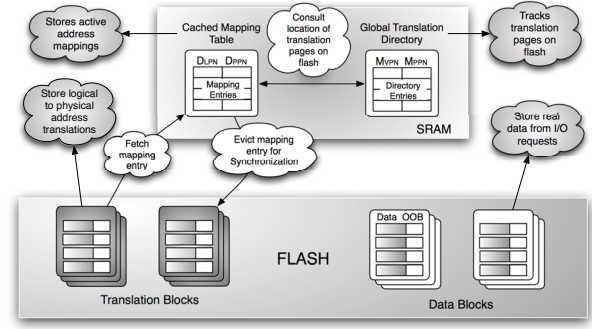 Stores active
address
mappings
Cached Mapping
Table
Consult
location of
translation
pages on
flash
Global Translation
Directory
Tracks
translation
pages on
flash
DLPN DPPN
Mapping
Entries
MVPN MPPN
Directory
Entries
SRAM
Store logical
to physical
address
translations
Fetch
mapping
entry
Evict mapping
entry for
Synchronization
Store real
data from I/O
requests
Data OOB
FLASH
Translation Blocks
Data Blocks